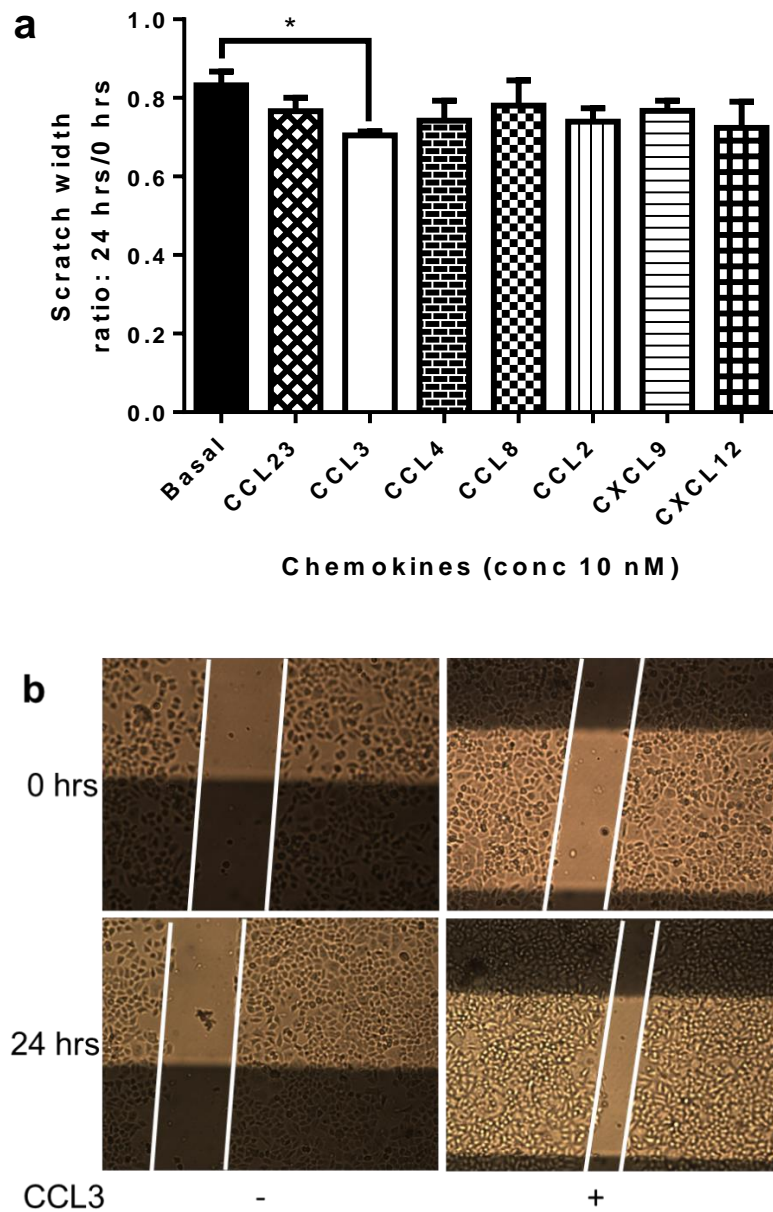 a
*
Scratch width
ratio: 24 hrs/0 hrs
1.0
0.8
0.6
0.4
0.2
0.0
Basal
CCL23
CCL3
CCL4
CCL8
CCL2
CXCL9
CXCL12
Chemokines (conc 10 nM)
b
0 hrs
24 hrs
CCL3 - +